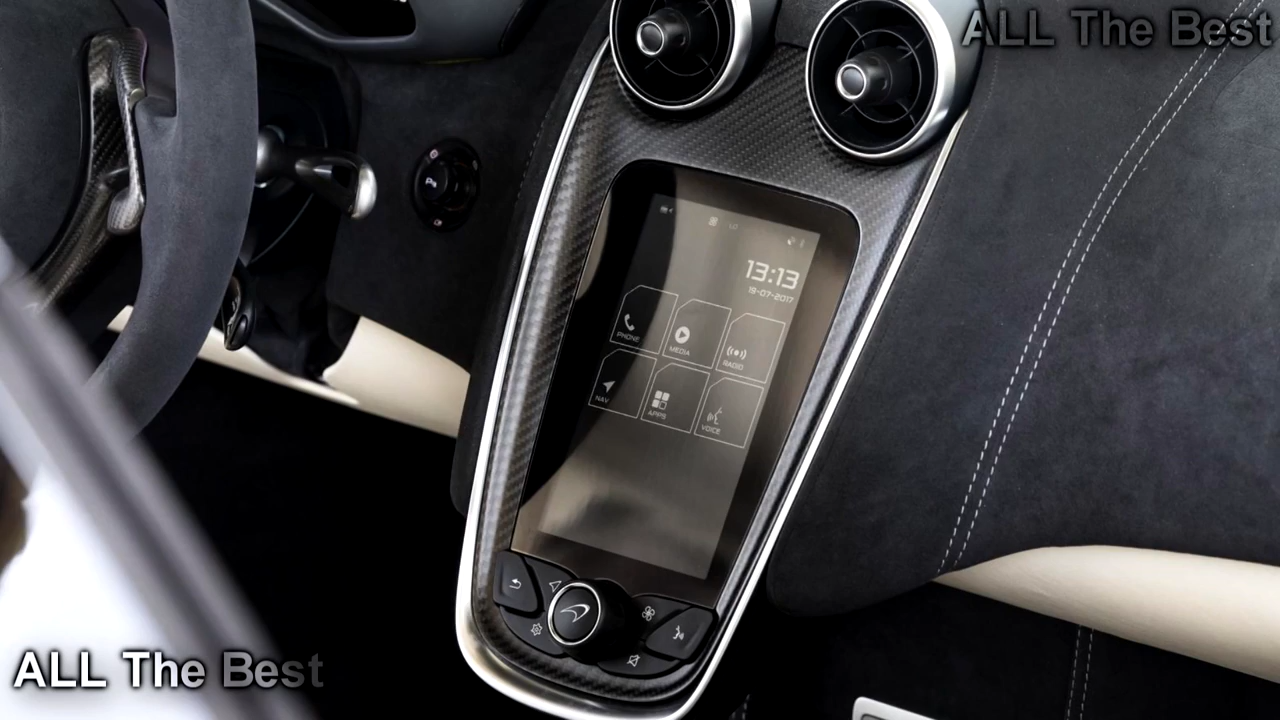 ALL The Best
13:13
19-07-2017
PHONE
MEDIA
RADIO
NAV
APPS
VOICE
ALL The Best